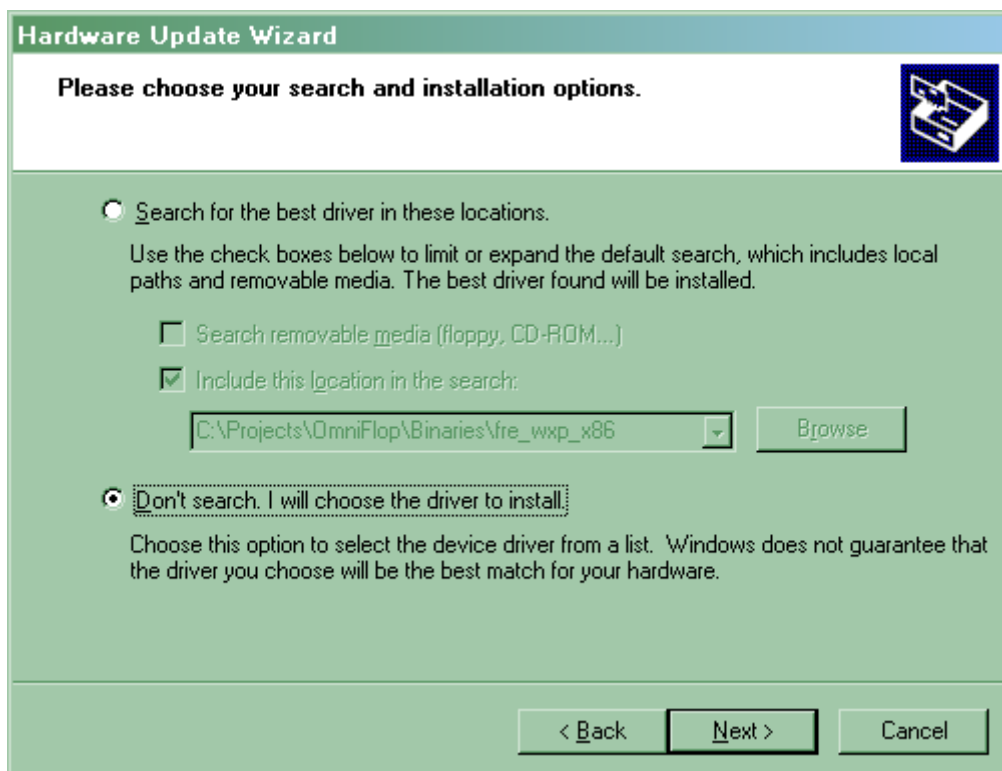 Hardware Update Wizard
Please choose your search and installation options.
Search for the best driver in these locations.
Use the check boxes below to limit or expand the default search, which includes local
paths and removable media. The best driver found will be installed.
Search removable media (floppy, CD-ROM...)
Include this location in the search:
C:\Projects\OmniFlop\Binaries\fre_wxp_x86
Browse
Don't search. I will choose the driver to install.
Choose this option to select the device driver from a list.  Windows does not guarantee that
the driver you choose will be the best match for your hardware.
< Back
Next >
Cancel